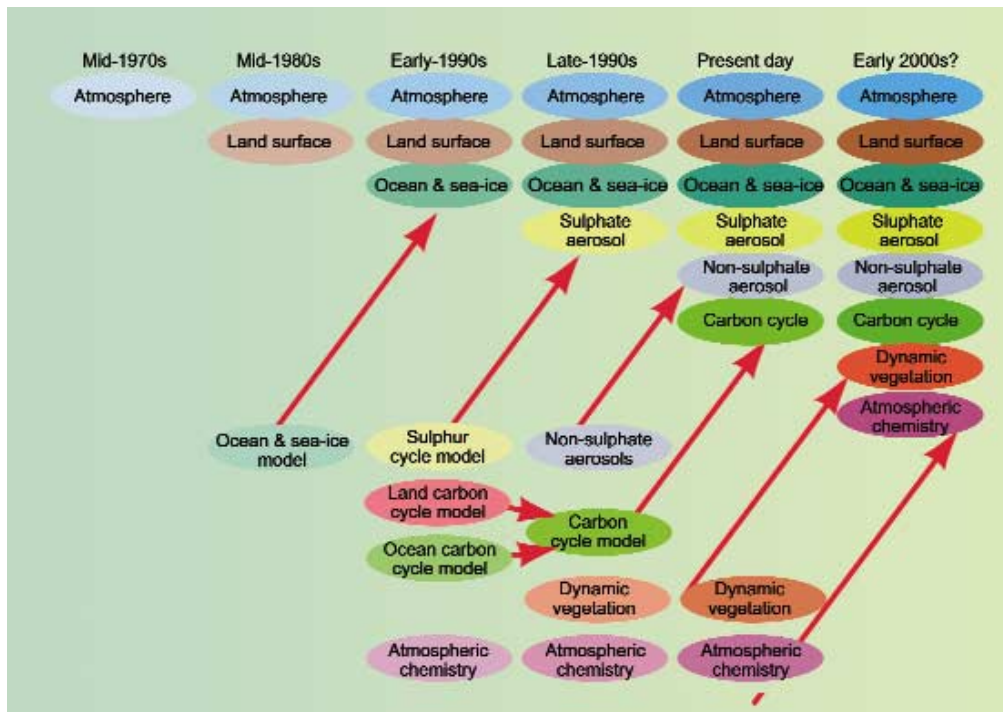 Mid-1970s Mid-1980s Early-1990s Late-1990s Present day Early 2000s?
Atmosphere Atmosphere Atmosphere Atmosphere Atmosphere Atmosphere
Land surface Land surface Land surface Land surface Land surface
Ocean & sea-ice Ocean & sea-ice Ocean & sea-ice Ocean & sea-ice
Sulphate Sulphate Sluphate
aerosol aerosol aerosol
Non-sulphate Non-sulphate
aerosol aerosol
Carbon cycle Carbon cycle
Dynamic
vegetation
Atmospheric
chemistry
Ocean & sea-ice Sulphur Non-sulphate
model cycle model aerosols
Land carbon
cycle model
Carbon
cycle model
Ocean carbon
cycle model
Dynamic Dynamic
vegetation vegetation
Atmospheric Atmospheric Atmospheric
chemistry chemistry chemistry